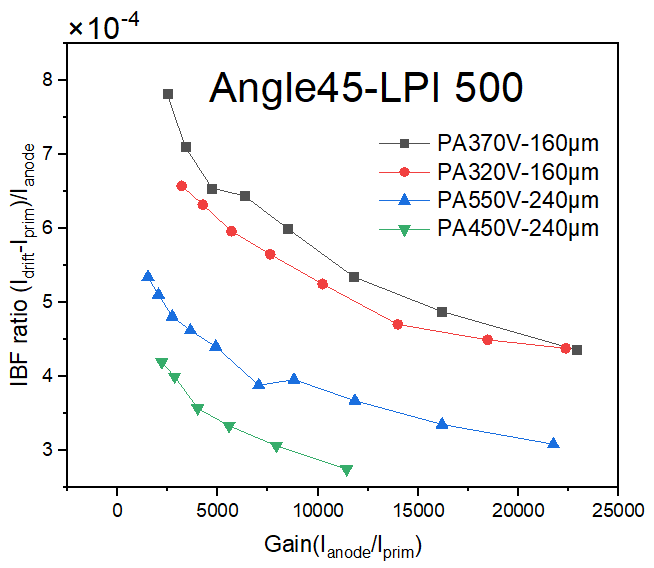 ×10⁻⁴
Angle45-LPI 500
PA370V-160μm
PA320V-160μm
PA550V-240μm
PA450V-240μm
IBF ratio (I_drift-I_prim)/I_anode
8
7
6
5
4
3
0 5000 10000 15000 20000 25000
Gain(I_anode/I_prim)